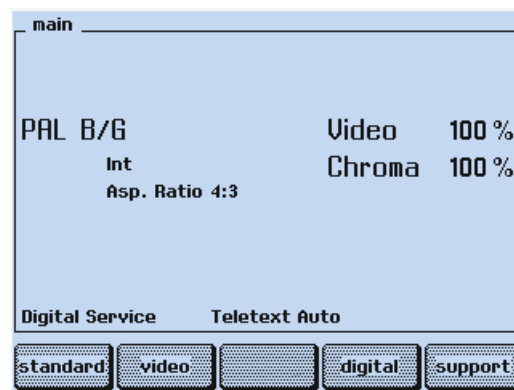 main
PAL B/G Video 100 %
Int Chroma 100 %
Asp. Ratio 4:3
Digital Service Teletext Auto
standard video digital support